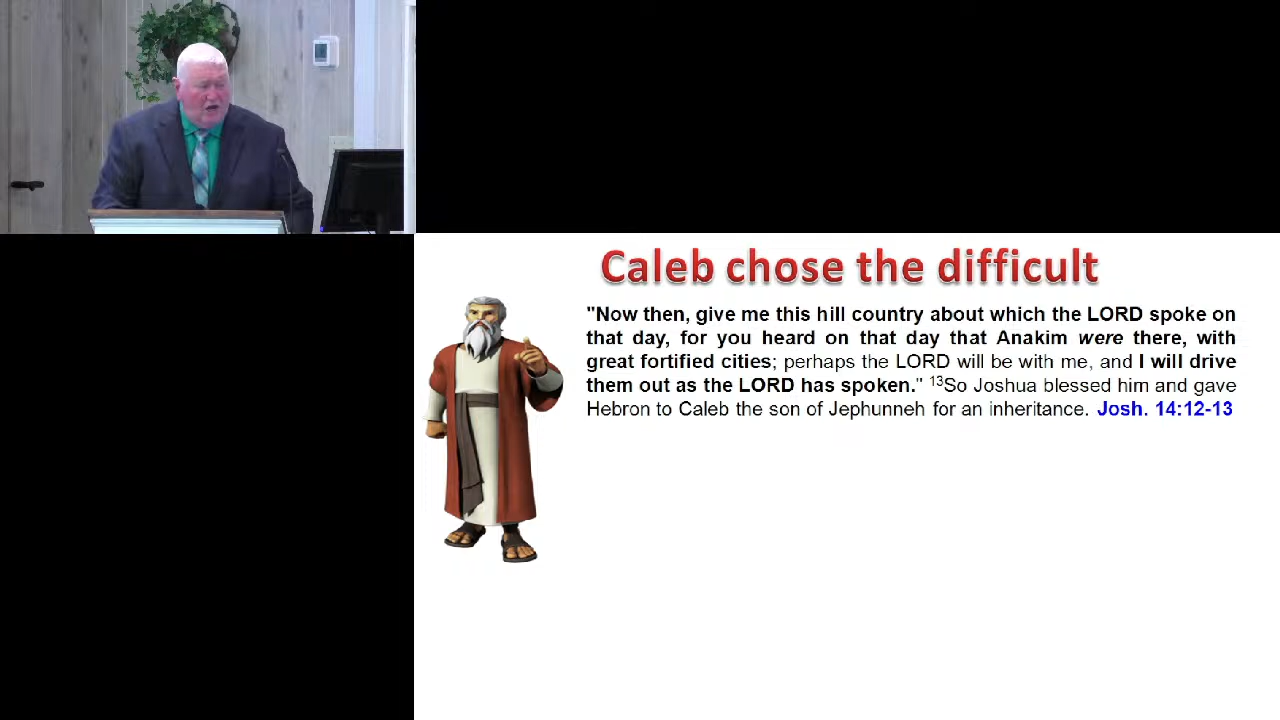 Caleb chose the difficult
"Now then, give me this hill country about which the LORD spoke on
that day, for you heard on that day that Anakim were there, with
great fortified cities; perhaps the LORD will be with me, and I will drive
them out as the LORD has spoken." ¹³So Joshua blessed him and gave
Hebron to Caleb the son of Jephunneh for an inheritance. Josh. 14:12-13